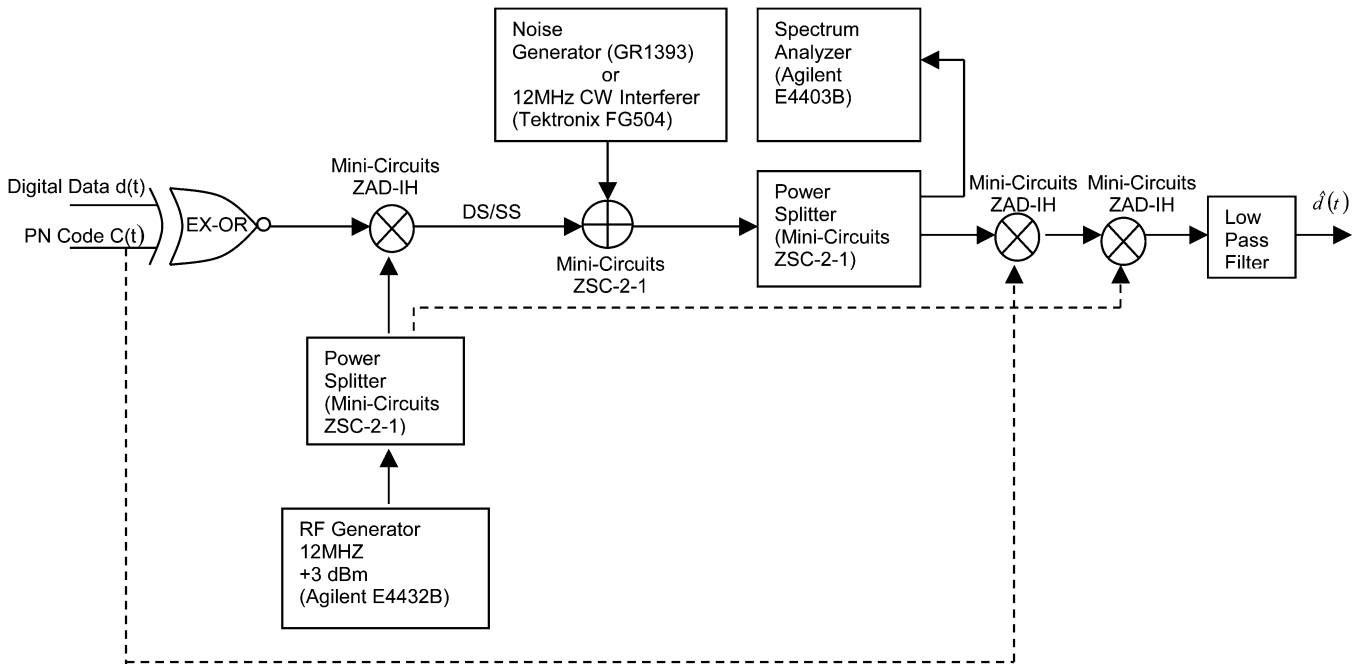 Noise
Generator (GR1393)
or
12MHz CW Interferer
(Tektronix FG504)
Spectrum
Analyzer
(Agilent
E4403B)
Digital Data d(t)
PN Code C(t)
EX-OR
Mini-Circuits
ZAD-IH
DS/SS
Mini-Circuits
ZSC-2-1
Power
Splitter
(Mini-Circuits
ZSC-2-1)
Mini-Circuits
ZAD-IH
Mini-Circuits
ZAD-IH
Low
Pass
Filter
d̂(t)
Power
Splitter
(Mini-Circuits
ZSC-2-1)
RF Generator
12MHZ
+3 dBm
(Agilent E4432B)